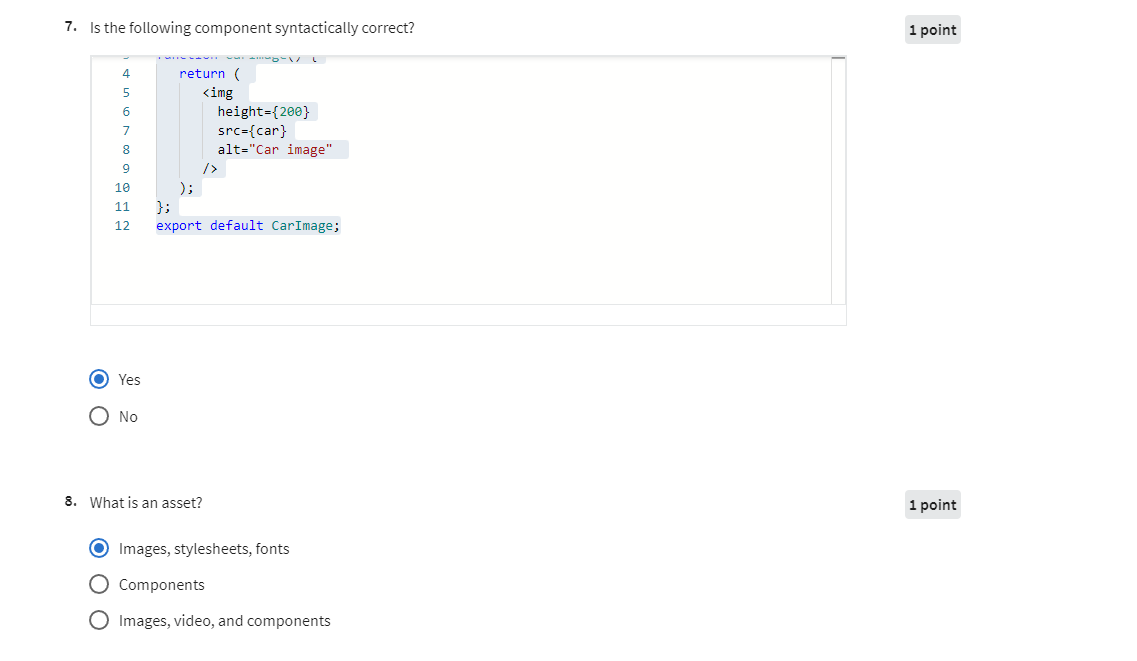 7. Is the following component syntactically correct?
1 point
4 return (
5 <img
6 height={200}
7 src={car}
8 alt="Car image"
9 />
10 );
11 };
12 export default CarImage;
Yes
No
8. What is an asset?
1 point
Images, stylesheets, fonts
Components
Images, video, and components